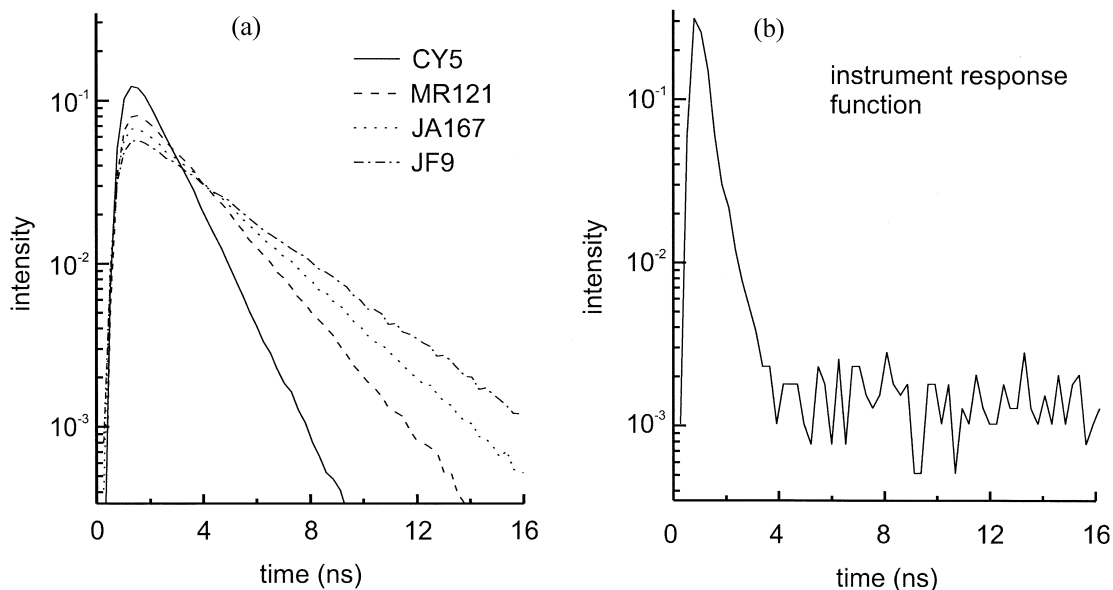 (a)
CY5
MR121
JA167
JF9
10⁻¹
10⁻²
10⁻³
intensity
0 4 8 12 16
time (ns)
(b)
instrument response
function
10⁻¹
10⁻²
10⁻³
intensity
0 4 8 12 16
time (ns)